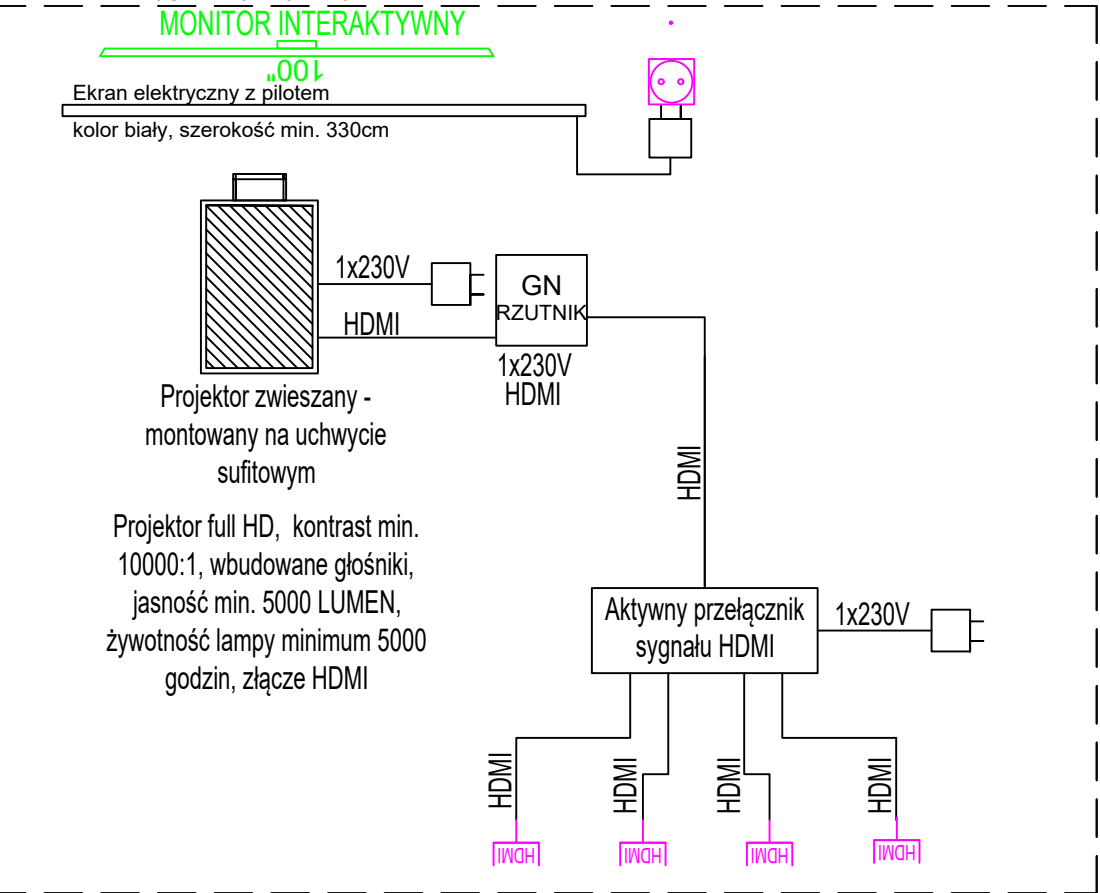 MONITOR INTERAKTYWNY
100"
Ekran elektryczny z pilotem
kolor biały, szerokość min. 330cm
1x230V
HDMI
GN
RZUTNIK
1x230V
HDMI
Projektor zwieszany -
montowany na uchwycie
sufitowym
Projektor full HD, kontrast min.
10000:1, wbudowane głośniki,
jasność min. 5000 LUMEN,
żywotność lampy minimum 5000
godzin, złącze HDMI
HDMI
Aktywny przełącznik
sygnału HDMI
1x230V
HDMI
HDMI
HDMI
HDMI
HDMI
HDMI
HDMI
HDMI